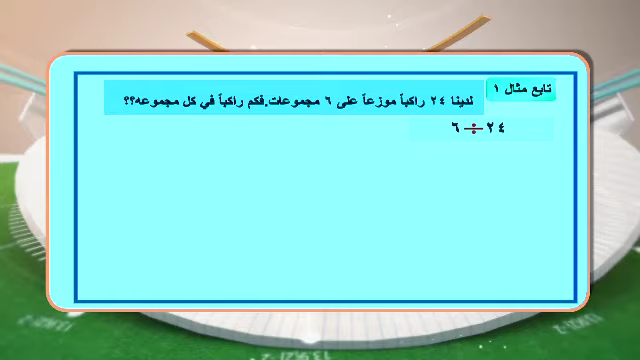 تابع مثال ١
لدينا ٢٤ راكباً موزعاً على ٦ مجموعات.فكم راكباً في كل مجموعه؟؟
٢٤ ÷ ٦